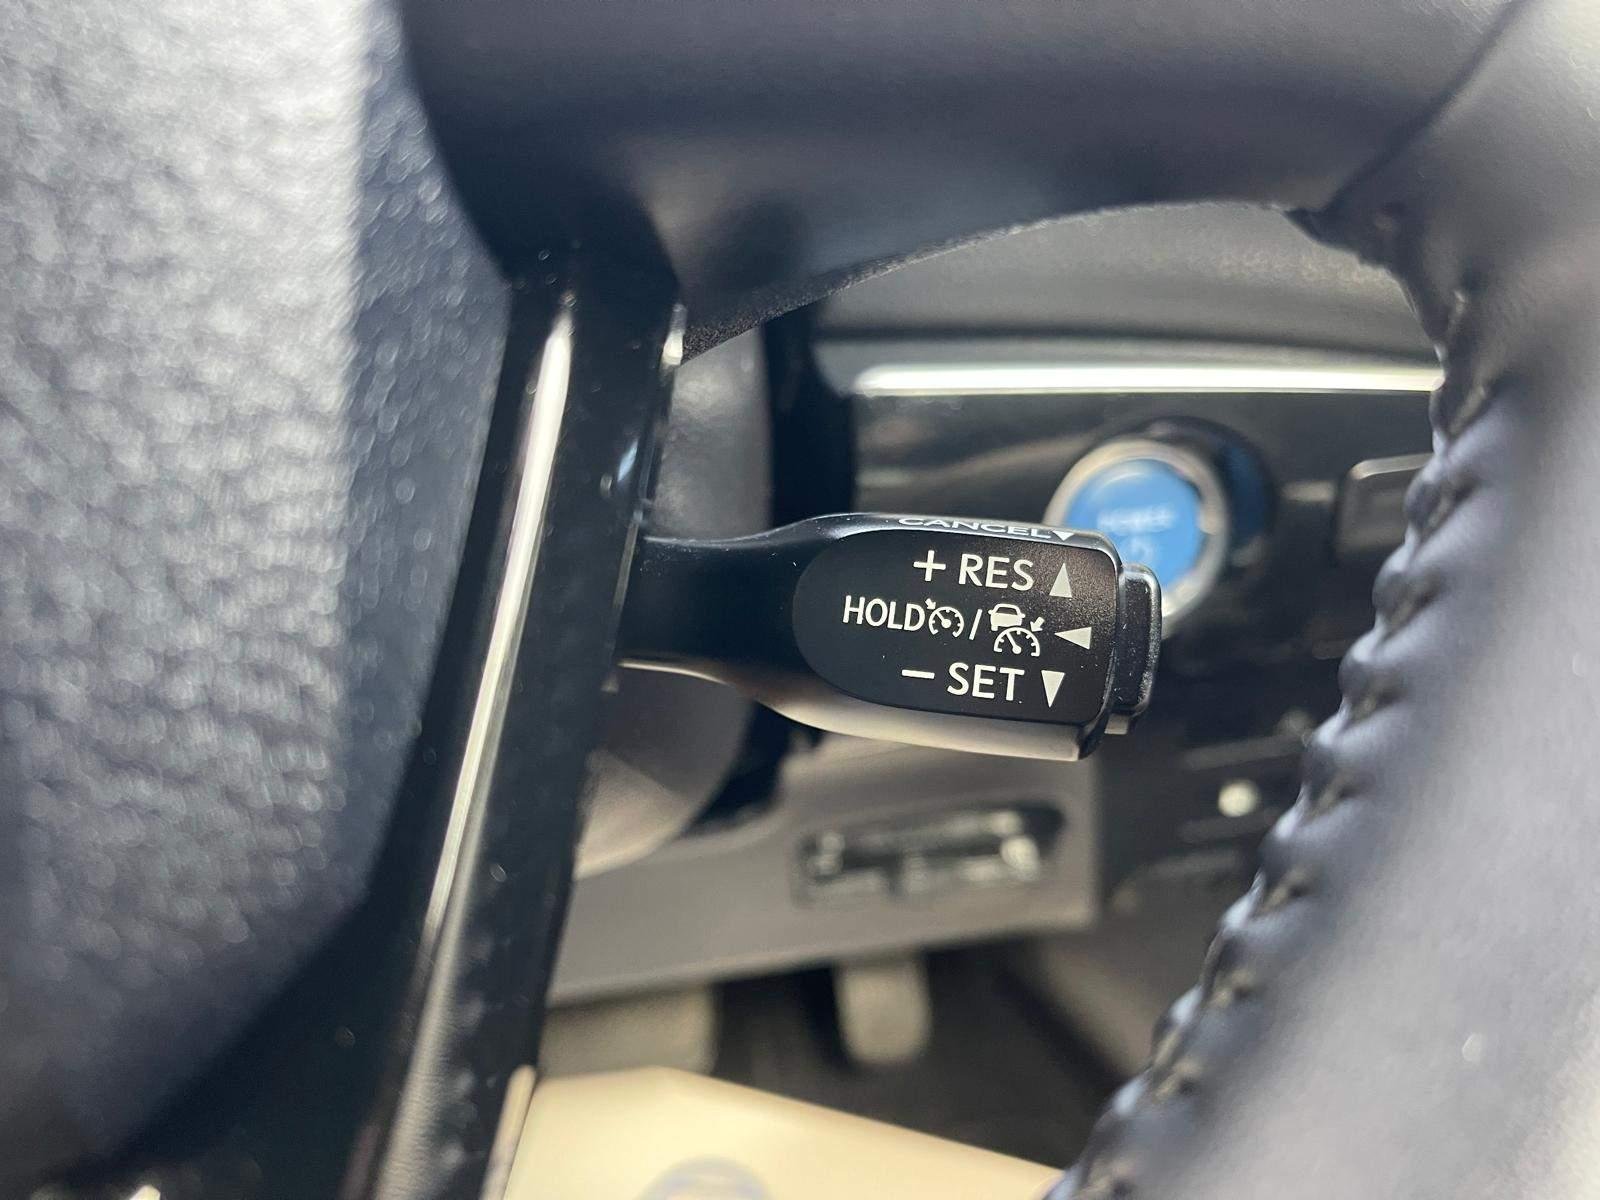 CANCEL▼
+ RES ▲
HOLD / ◀
− SET ▼